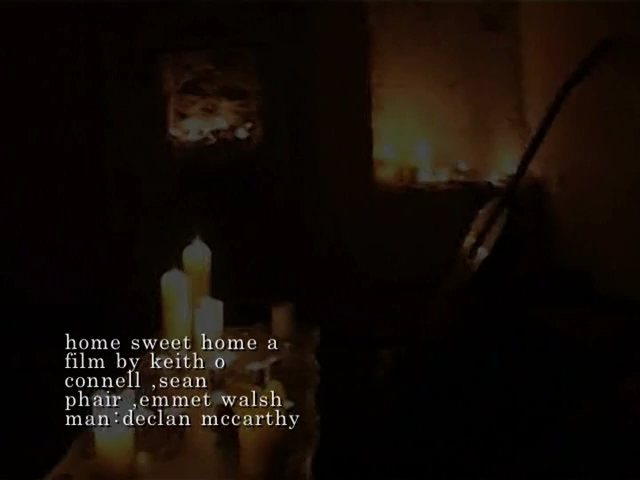 home sweet home a
film by keith o
connell ,sean
phair ,emmet walsh
man:declan mccarthy